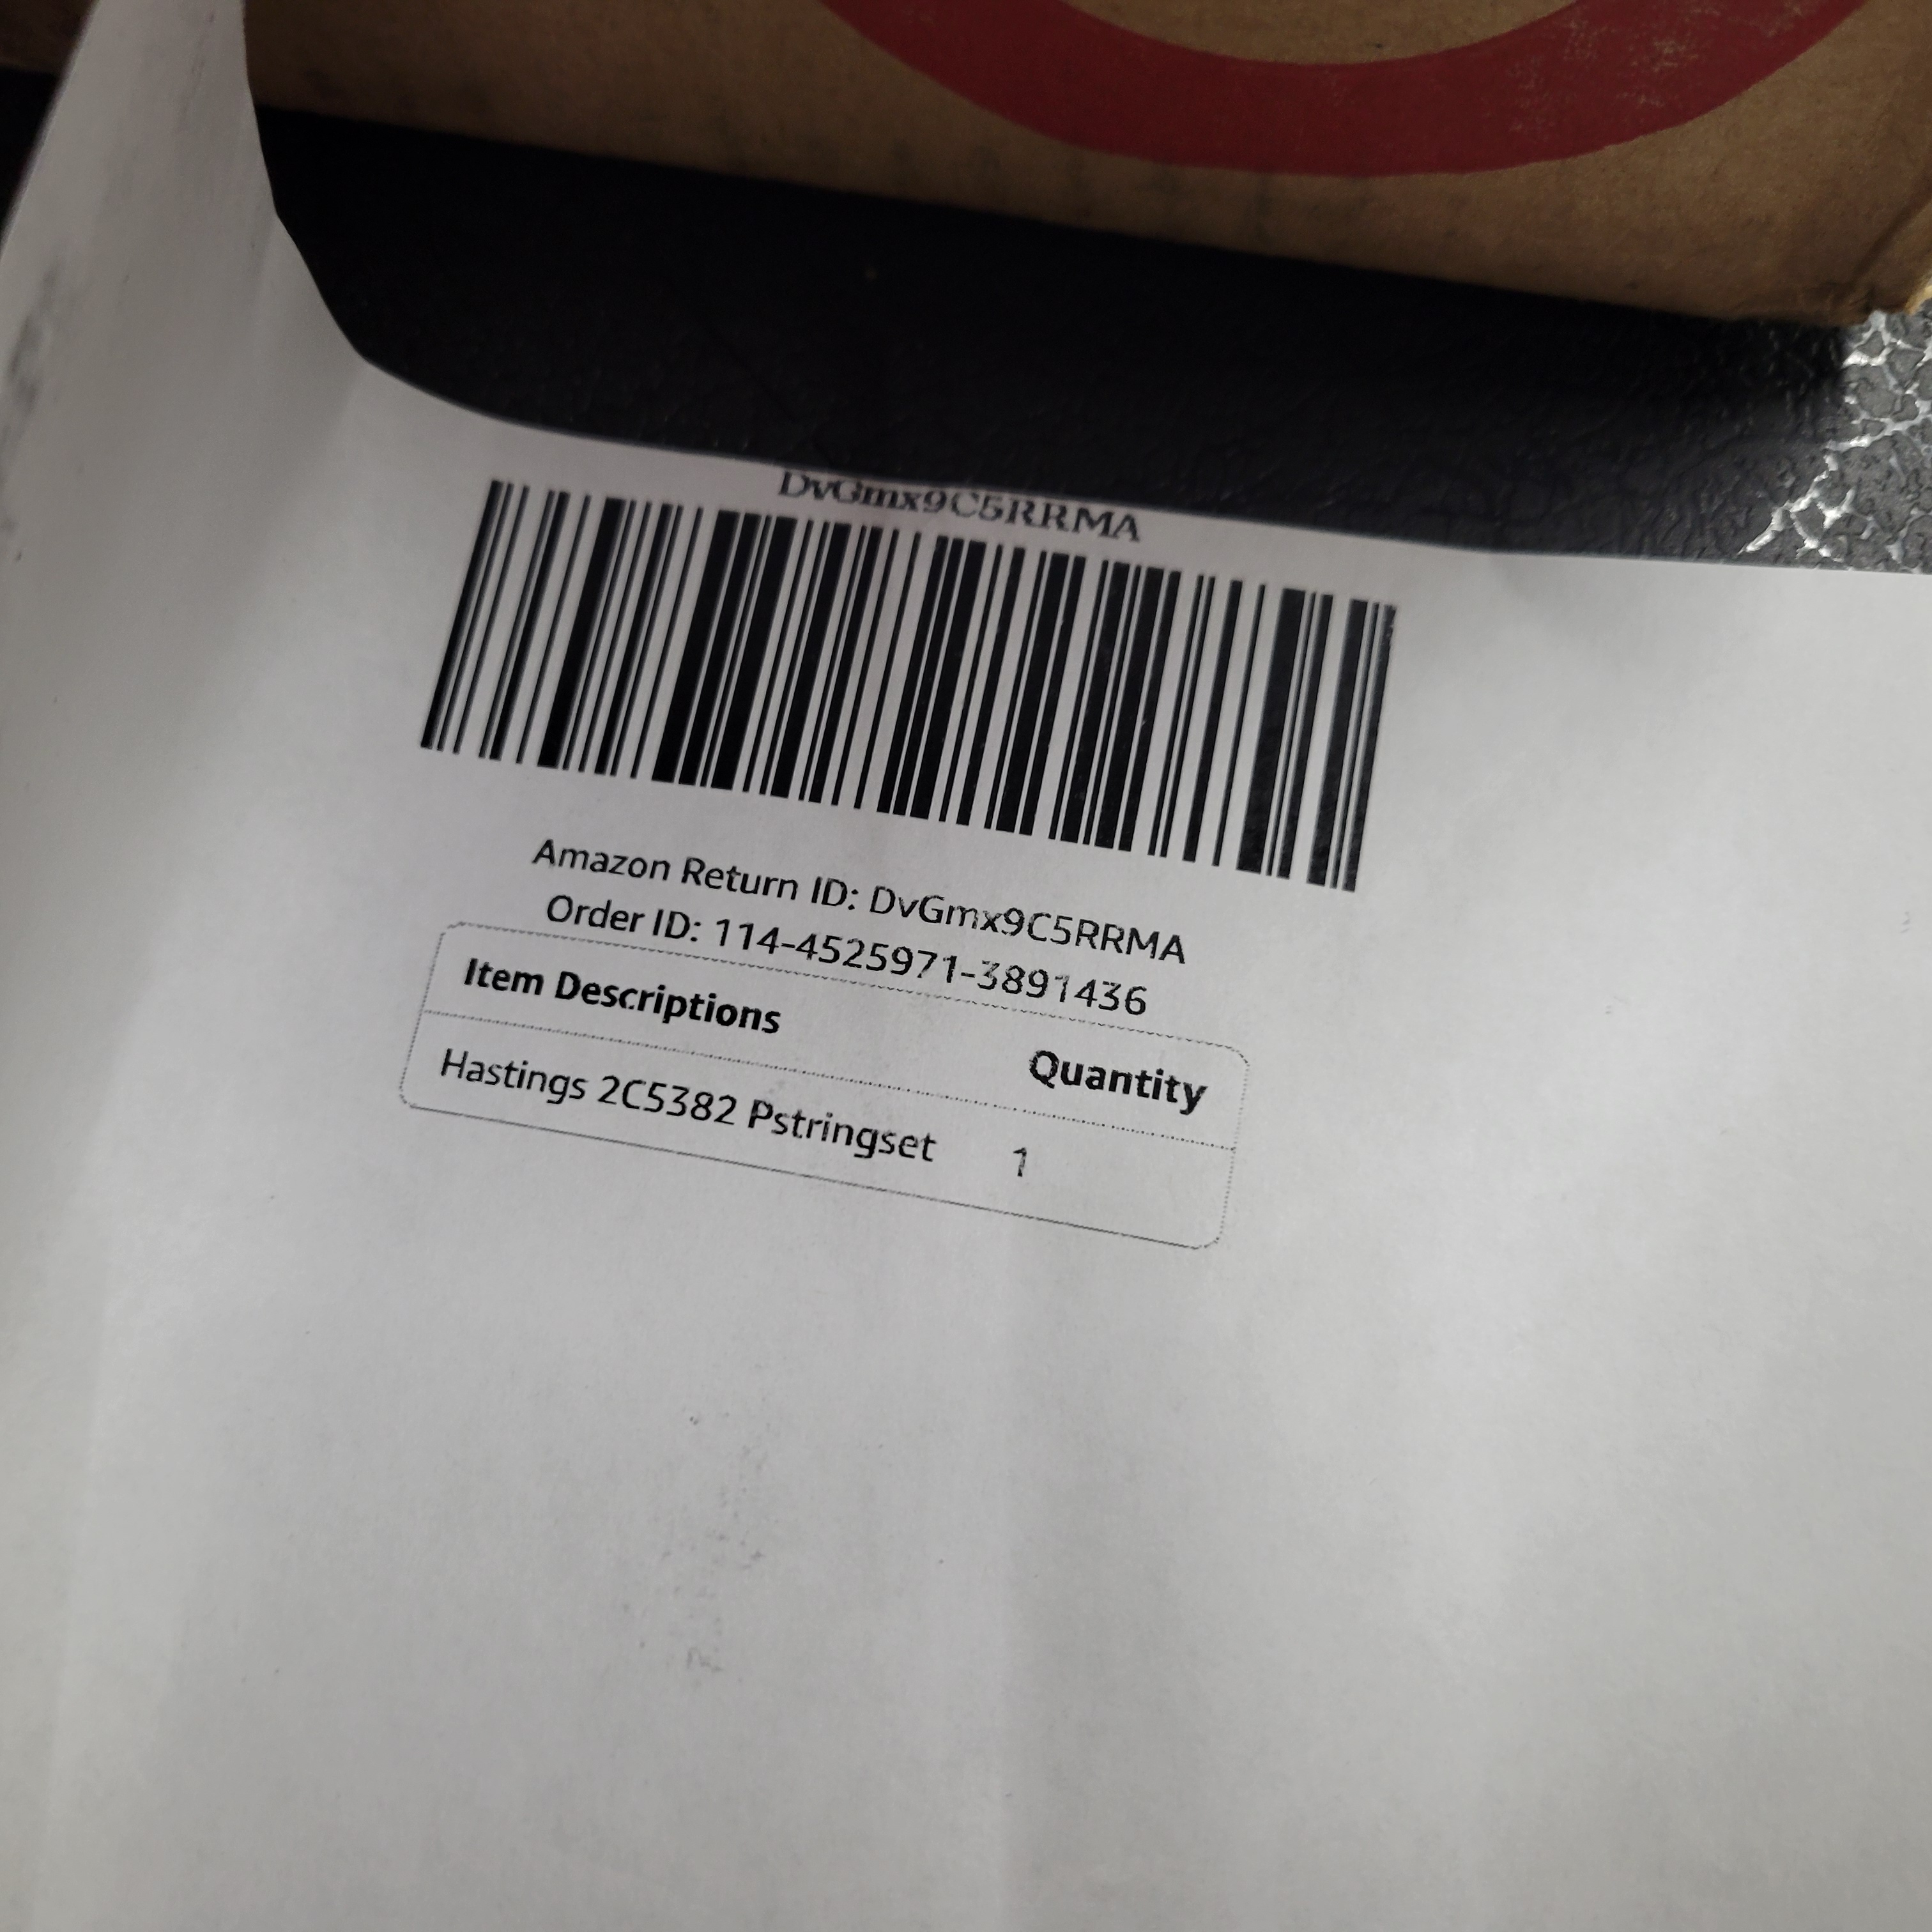 DvGmx9C5RRMA
Amazon Return ID: DvGmx9C5RRMA
Order ID: 114-4525971-3891436
Item Descriptions Quantity
Hastings 2C5382 Pstringset 1